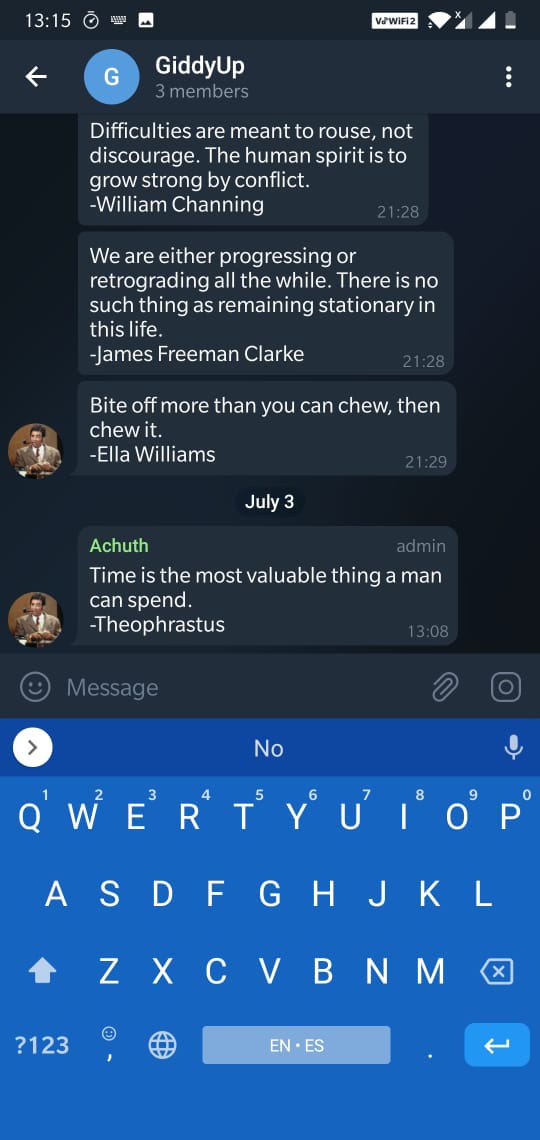 13:15 VoWiFi2 x
G GiddyUp
3 members
Difficulties are meant to rouse, not
discourage. The human spirit is to
grow strong by conflict.
-William Channing 21:28
We are either progressing or
retrograding all the while. There is no
such thing as remaining stationary in
this life.
-James Freeman Clarke 21:28
Bite off more than you can chew, then
chew it.
-Ella Williams 21:29
July 3
Achuth admin
Time is the most valuable thing a man
can spend.
-Theophrastus 13:08
Message
No
1 2 3 4 5 6 7 8 9 0
Q W E R T Y U I O P
A S D F G H J K L
Z X C V B N M
?123 , EN • ES .